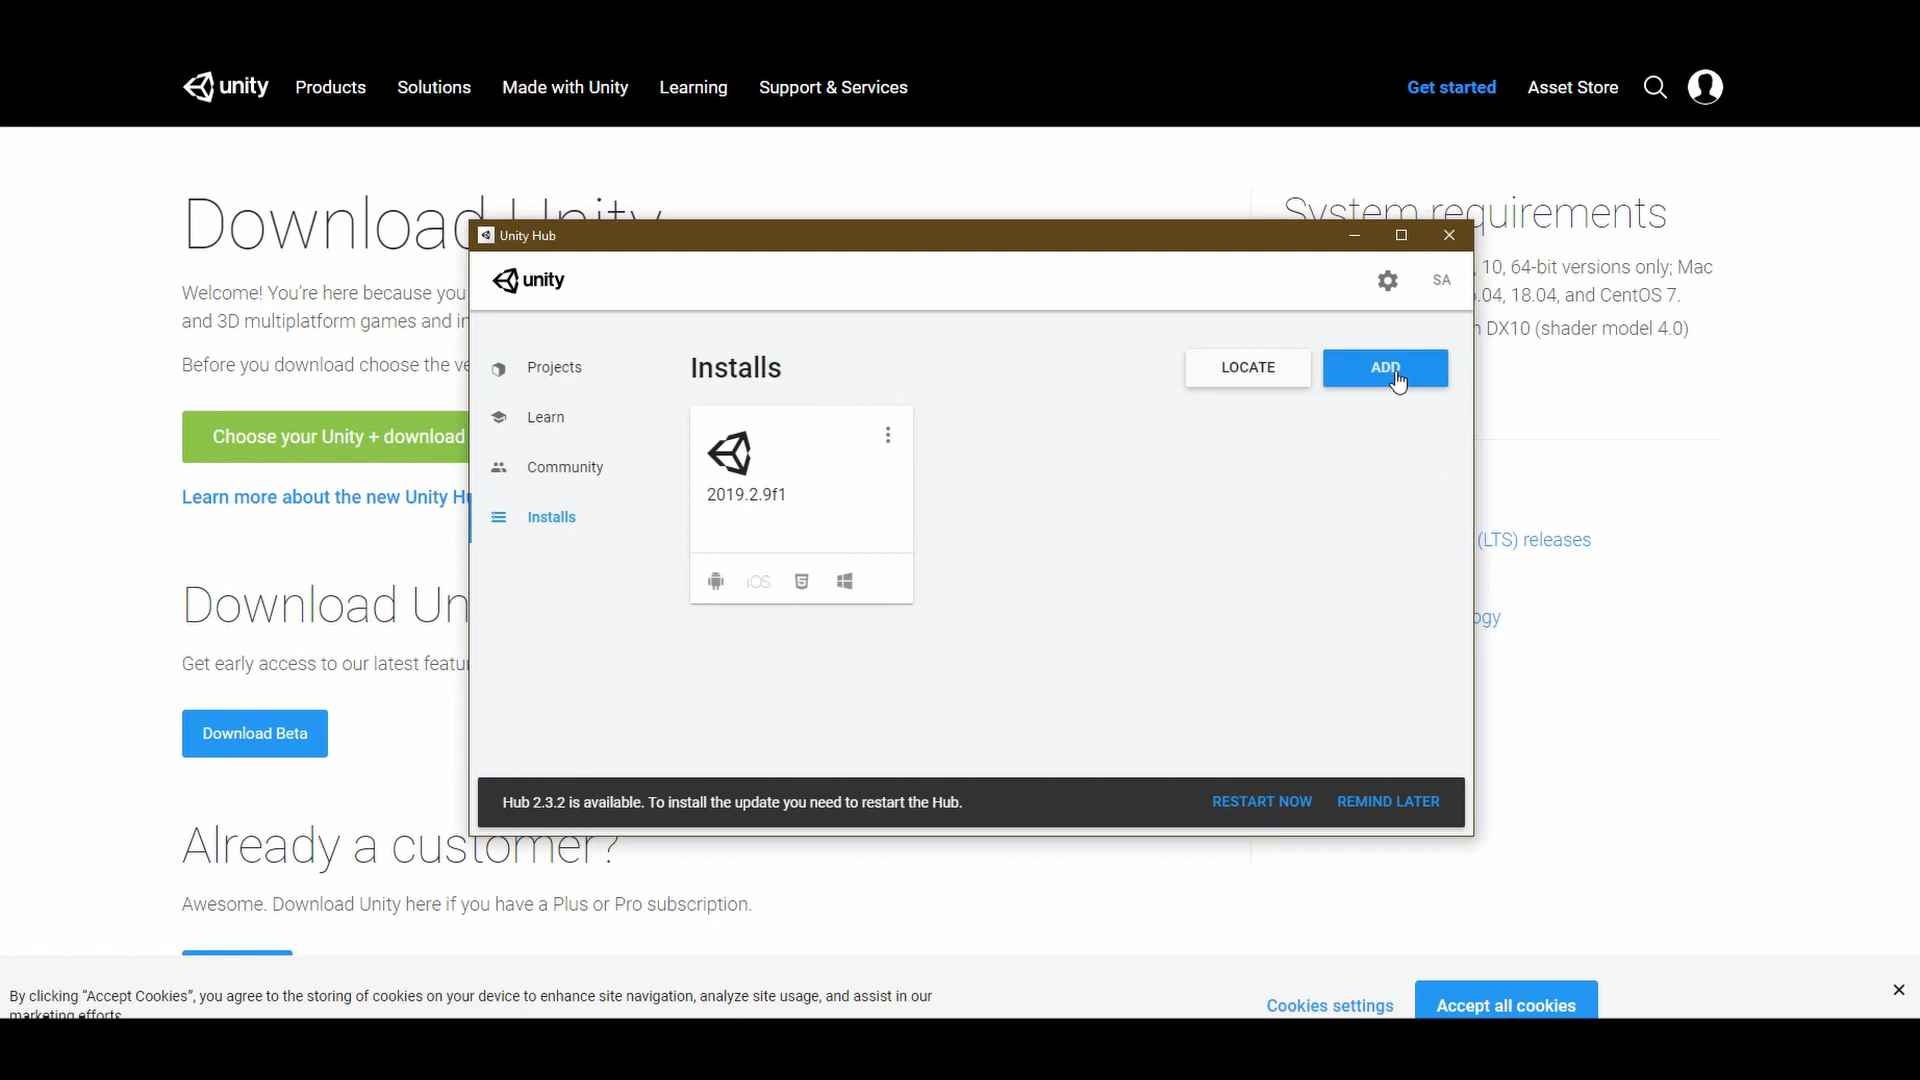 unity Products Solutions Made with Unity Learning Support & Services Get started Asset Store
Download Unity
System requirements
Welcome! You're here because you
, 10, 64-bit versions only; Mac
and 3D multiplatform games and
.04, 18.04, and CentOS 7.
DX10 (shader model 4.0)
Before you download choose the
Choose your Unity + download
Learn more about the new Unity
(LTS) releases
Download
Get early access to our latest
Download Beta
Already a customer?
Awesome. Download Unity here if you have a Plus or Pro subscription.
Unity Hub
unity
SA
Projects
Learn
Community
Installs
Installs
LOCATE
ADD
2019.2.9f1
iOS
5
Hub 2.3.2 is available. To install the update you need to restart the Hub.
RESTART NOW
REMIND LATER
By clicking “Accept Cookies”, you agree to the storing of cookies on your device to enhance site navigation, analyze site usage, and assist in our
marketing efforts
Cookies settings
Accept all cookies